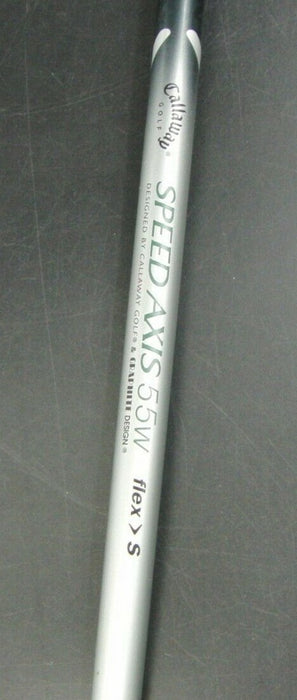 Callaway®
GOLF
SPEED AXIS 55W
DESIGNED BY CALLAWAY GOLF® & GRAPHITE DESIGN®
flex > S